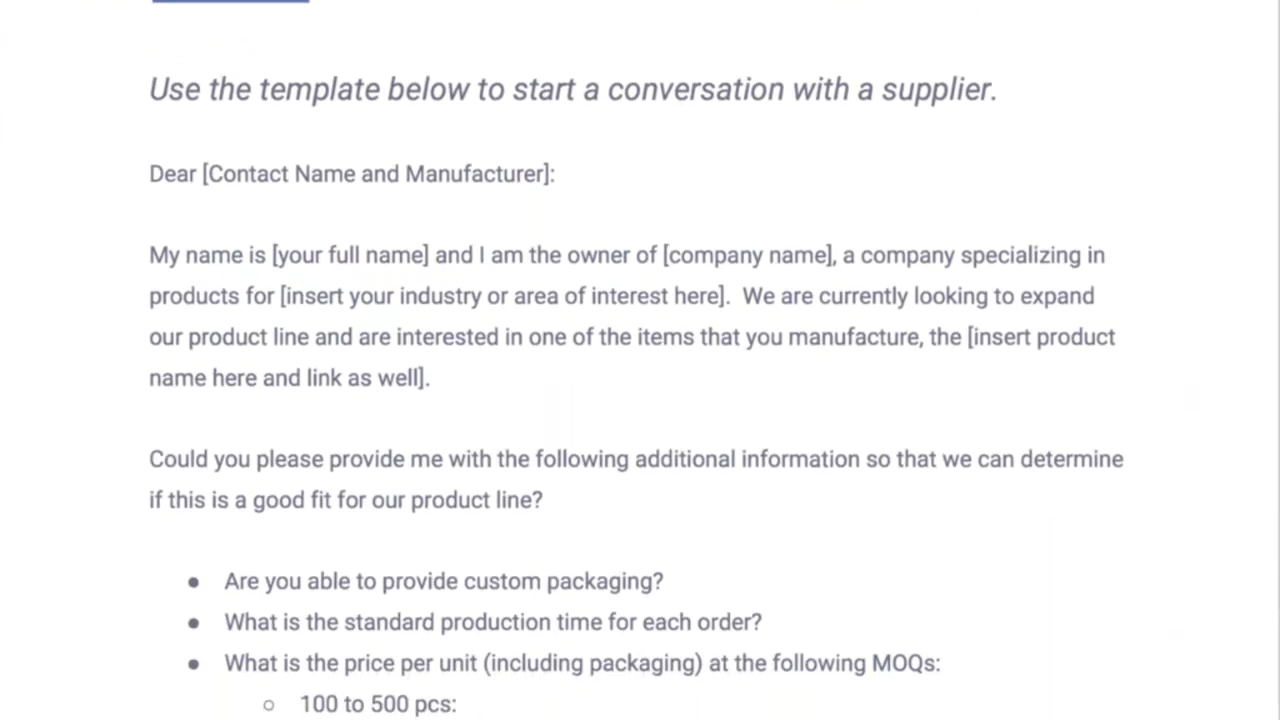 Use the template below to start a conversation with a supplier.
Dear [Contact Name and Manufacturer]:
My name is [your full name] and I am the owner of [company name], a company specializing in
products for [insert your industry or area of interest here].  We are currently looking to expand
our product line and are interested in one of the items that you manufacture, the [insert product
name here and link as well].
Could you please provide me with the following additional information so that we can determine
if this is a good fit for our product line?
● Are you able to provide custom packaging?
● What is the standard production time for each order?
● What is the price per unit (including packaging) at the following MOQs:
○ 100 to 500 pcs: